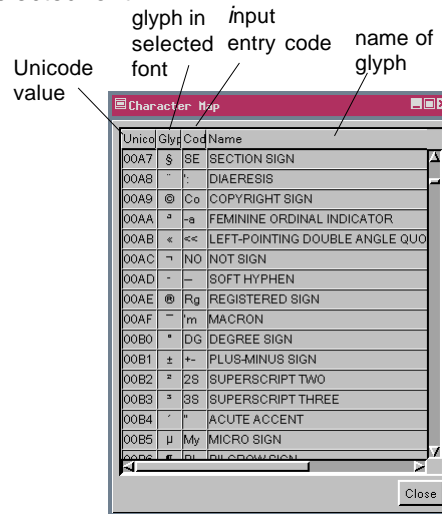 glyph in
selected
font
input
entry code
name of
glyph
Unicode
value
Character Map
Unico Glyp Cod Name
00A7 § SE SECTION SIGN
00A8 ¨ ': DIAERESIS
00A9 © Co COPYRIGHT SIGN
00AA ª -a FEMININE ORDINAL INDICATOR
00AB « << LEFT-POINTING DOUBLE ANGLE QUO
00AC ¬ NO NOT SIGN
00AD - -- SOFT HYPHEN
00AE ® Rg REGISTERED SIGN
00AF ¯ 'm MACRON
00B0 ° DG DEGREE SIGN
00B1 ± +- PLUS-MINUS SIGN
00B2 ² 2S SUPERSCRIPT TWO
00B3 ³ 3S SUPERSCRIPT THREE
00B4 ´ '' ACUTE ACCENT
00B5 µ My MICRO SIGN
00B6 ¶ PI PILCROW SIGN
Close